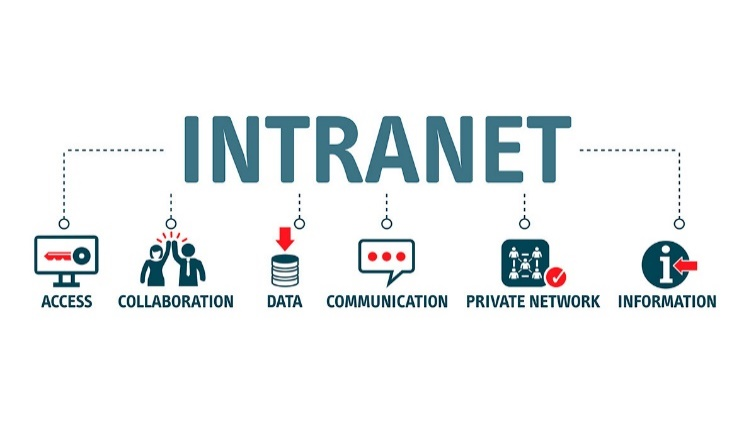 INTRANET
ACCESS
COLLABORATION
DATA
COMMUNICATION
PRIVATE NETWORK
INFORMATION